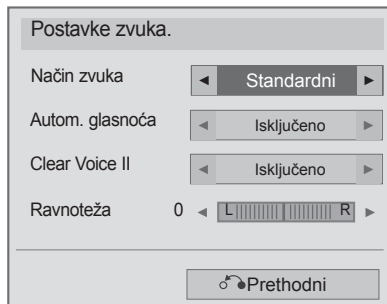 Postavke zvuka.
Način zvuka ◄ Standardni ►
Autom. glasnoća ◄ Isključeno ►
Clear Voice II ◄ Isključeno ►
Ravnoteža 0 ◄ L R ►
Prethodni